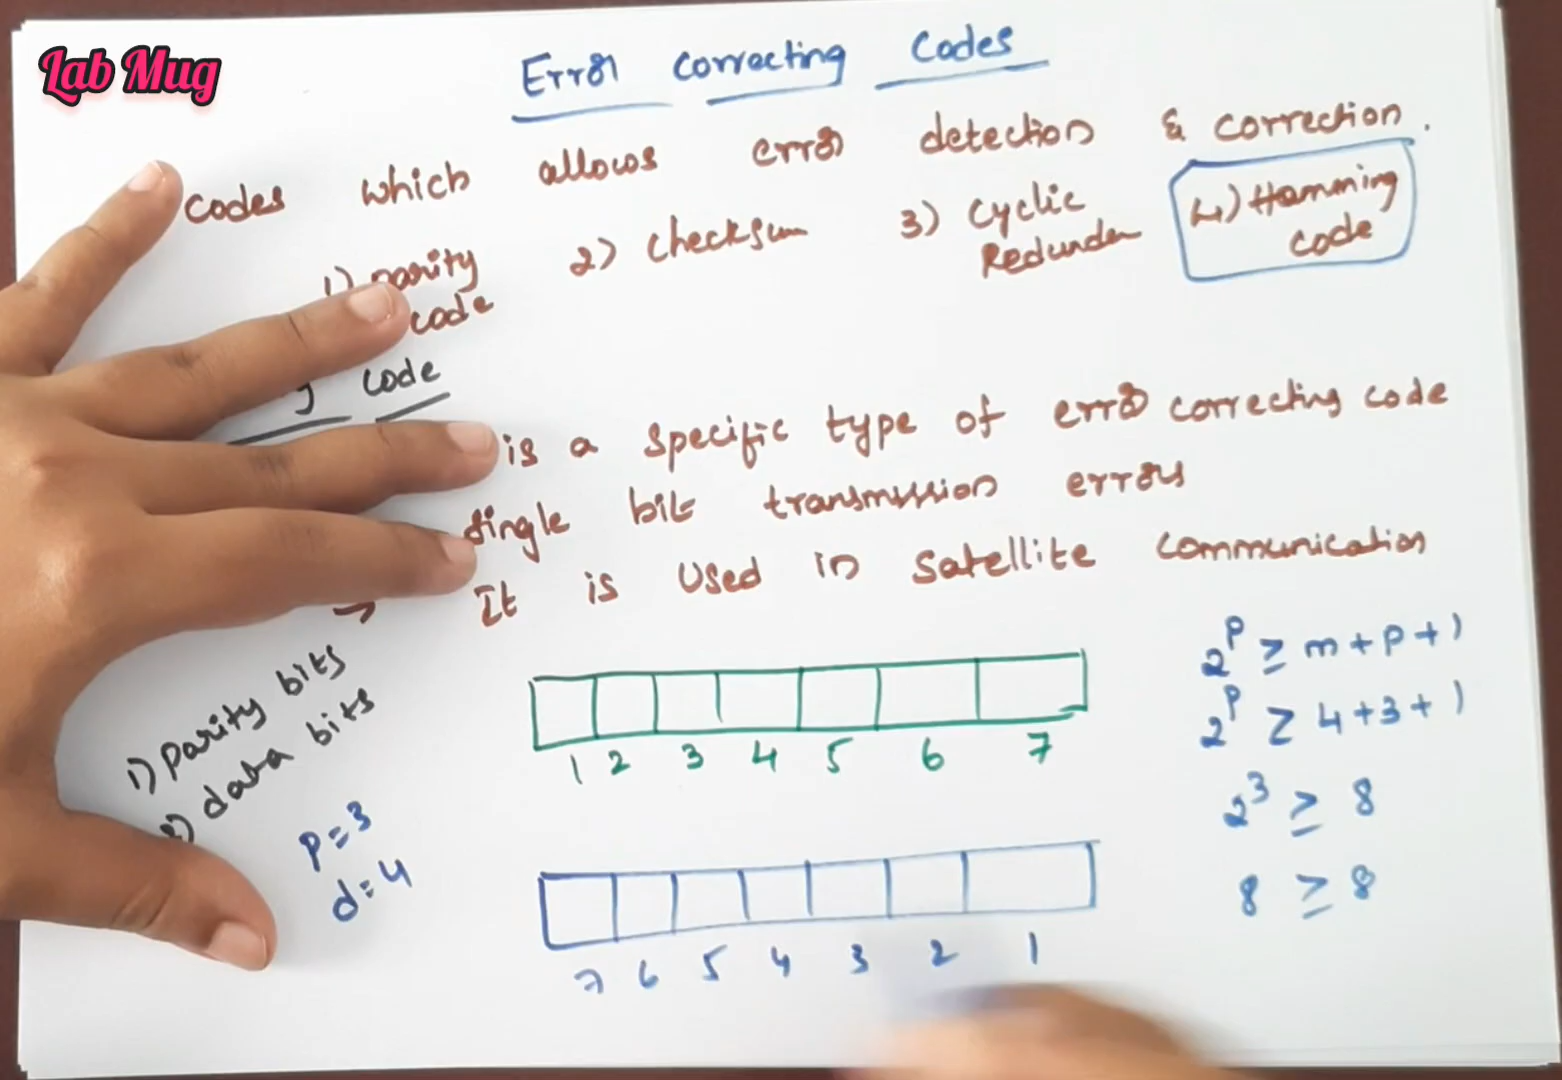 Lab Mug
Error correcting codes
codes which allows error detection & correction.
1) parity code 2) checksum 3) Cyclic Redundan 4) Hamming code
code
is a specific type of error correcting code
single bit transmission errors
→ It is used in satellite communication
1) parity bits
2) data bits
P=3
d=4
1 2 3 4 5 6 7
7 6 5 4 3 2 1
2^P ≥ m+P+1
2^P ≥ 4+3+1
2^3 ≥ 8
8 ≥ 8